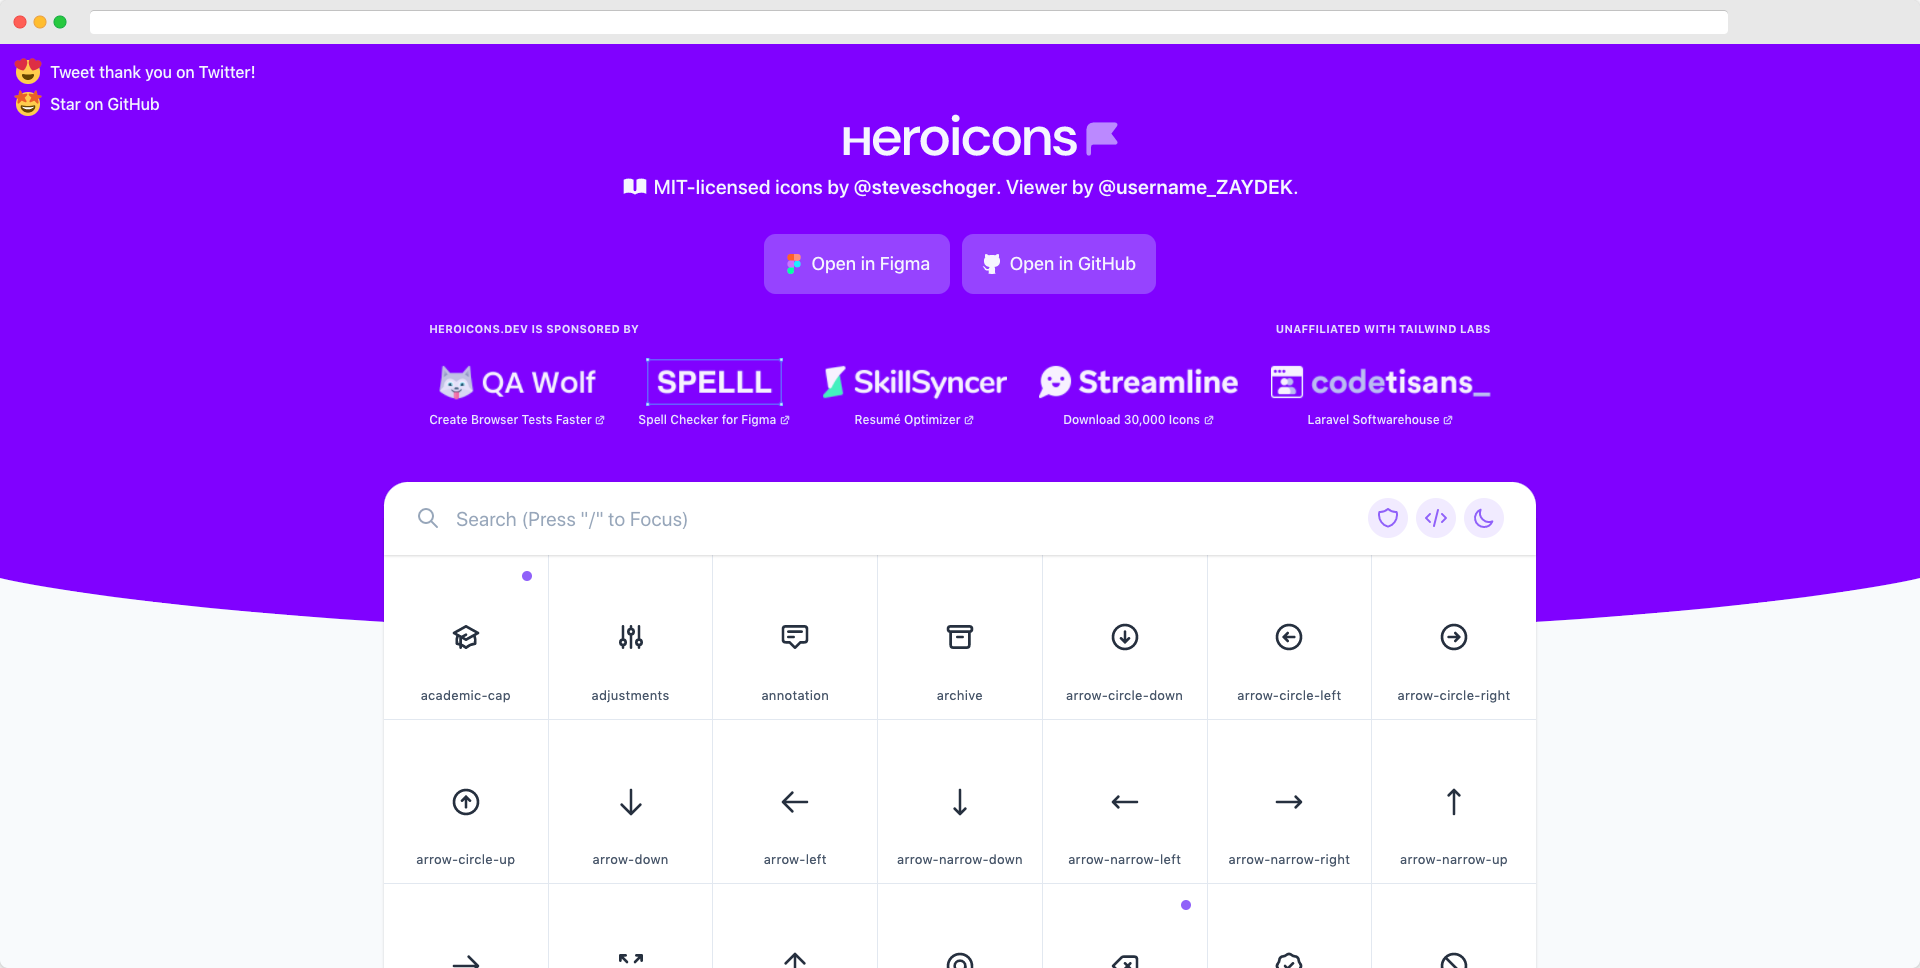 Tweet thank you on Twitter!
Star on GitHub
Heroicons
MIT-licensed icons by @steveschoger. Viewer by @username_ZAYDEK.
Open in Figma
Open in GitHub
HEROICONS.DEV IS SPONSORED BY
UNAFFILIATED WITH TAILWIND LABS
QA Wolf
SPELLL
SkillSyncer
Streamline
codetisans_
Create Browser Tests Faster
Spell Checker for Figma
Resumé Optimizer
Download 30,000 Icons
Laravel Softwarehouse
Search (Press "/" to Focus)
academic-cap
adjustments
annotation
archive
arrow-circle-down
arrow-circle-left
arrow-circle-right
arrow-circle-up
arrow-down
arrow-left
arrow-narrow-down
arrow-narrow-left
arrow-narrow-right
arrow-narrow-up